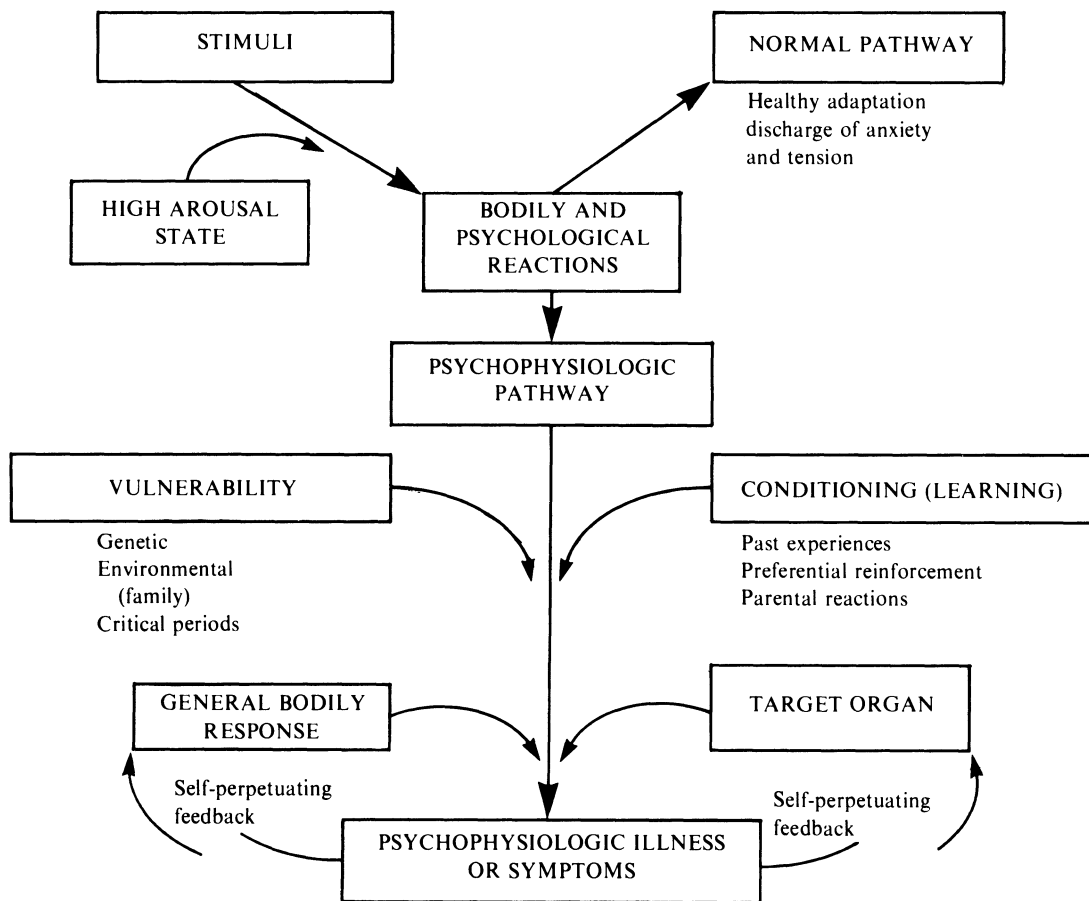 STIMULI
NORMAL PATHWAY
Healthy adaptation
discharge of anxiety
and tension
HIGH AROUSAL
STATE
BODILY AND
PSYCHOLOGICAL
REACTIONS
PSYCHOPHYSIOLOGIC
PATHWAY
VULNERABILITY
Genetic
Environmental
(family)
Critical periods
CONDITIONING (LEARNING)
Past experiences
Preferential reinforcement
Parental reactions
GENERAL BODILY
RESPONSE
TARGET ORGAN
Self-perpetuating
feedback
Self-perpetuating
feedback
PSYCHOPHYSIOLOGIC ILLNESS
OR SYMPTOMS